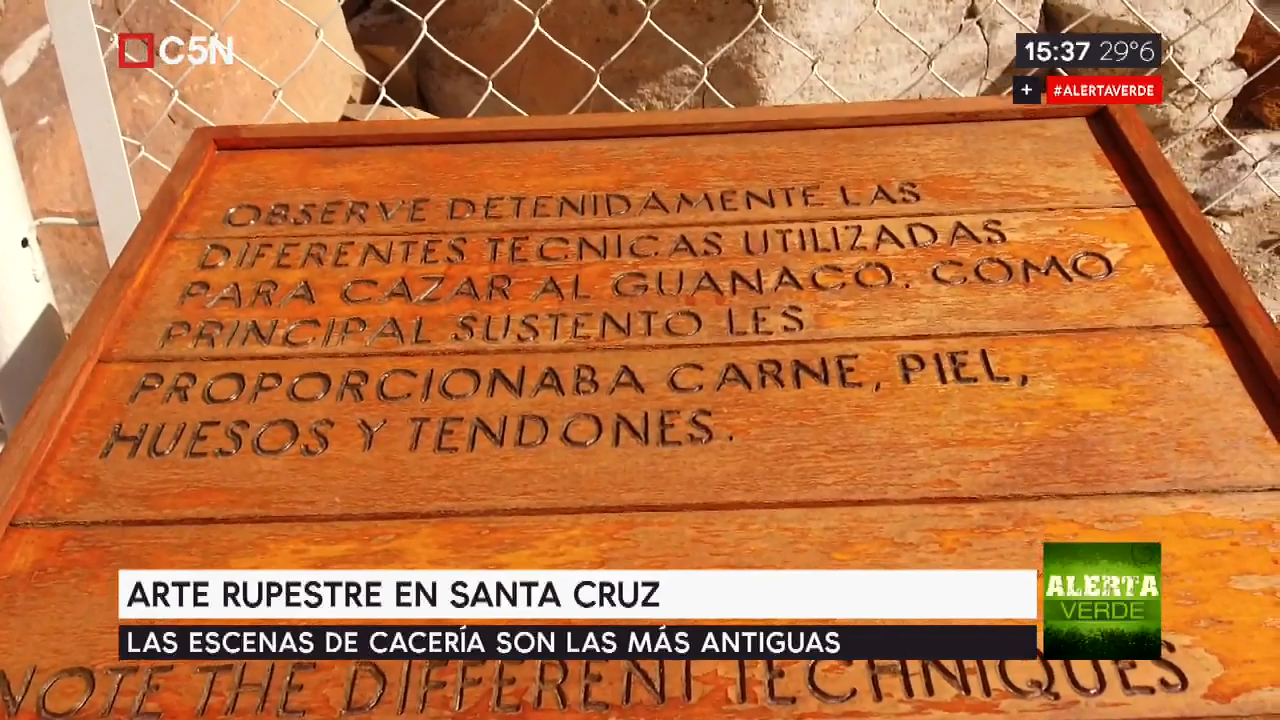 C5N
15:37 29°6
+ #ALERTAVERDE
OBSERVE DETENIDAMENTE LAS
DIFERENTES TECNICAS UTILIZADAS
PARA CAZAR AL GUANACO. COMO
PRINCIPAL SUSTENTO LES
PROPORCIONABA CARNE, PIEL,
HUESOS Y TENDONES.
ARTE RUPESTRE EN SANTA CRUZ
LAS ESCENAS DE CACERÍA SON LAS MÁS ANTIGUAS
ALERTA
VERDE
NOTE THE DIFFERENT TECHNIQUES